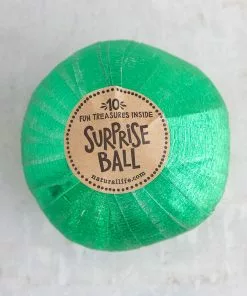 10
FUN TREASURES INSIDE
SURPRISE
BALL
naturallife.com